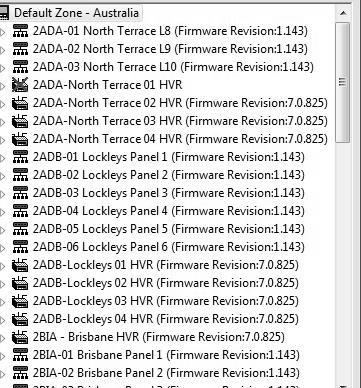 Default Zone - Australia
2ADA-01 North Terrace L8 (Firmware Revision:1.143)
2ADA-02 North Terrace L9 (Firmware Revision:1.143)
2ADA-03 North Terrace L10 (Firmware Revision:1.143)
2ADA-North Terrace 01 HVR
2ADA-North Terrace 02 HVR (Firmware Revision:7.0.825)
2ADA-North Terrace 03 HVR (Firmware Revision:7.0.825)
2ADA-North Terrace 04 HVR (Firmware Revision:7.0.825)
2ADB-01 Lockleys Panel 1 (Firmware Revision:1.143)
2ADB-02 Lockleys Panel 2 (Firmware Revision:1.143)
2ADB-03 Lockleys Panel 3 (Firmware Revision:1.143)
2ADB-04 Lockleys Panel 4 (Firmware Revision:1.143)
2ADB-05 Lockleys Panel 5 (Firmware Revision:1.143)
2ADB-06 Lockleys Panel 6 (Firmware Revision:1.143)
2ADB-Lockleys 01 HVR (Firmware Revision:7.0.825)
2ADB-Lockleys 02 HVR (Firmware Revision:7.0.825)
2ADB-Lockleys 03 HVR (Firmware Revision:7.0.825)
2ADB-Lockleys 04 HVR (Firmware Revision:7.0.825)
2BIA - Brisbane HVR (Firmware Revision:7.0.825)
2BIA-01 Brisbane Panel 1 (Firmware Revision:1.143)
2BIA-02 Brisbane Panel 2 (Firmware Revision:1.143)